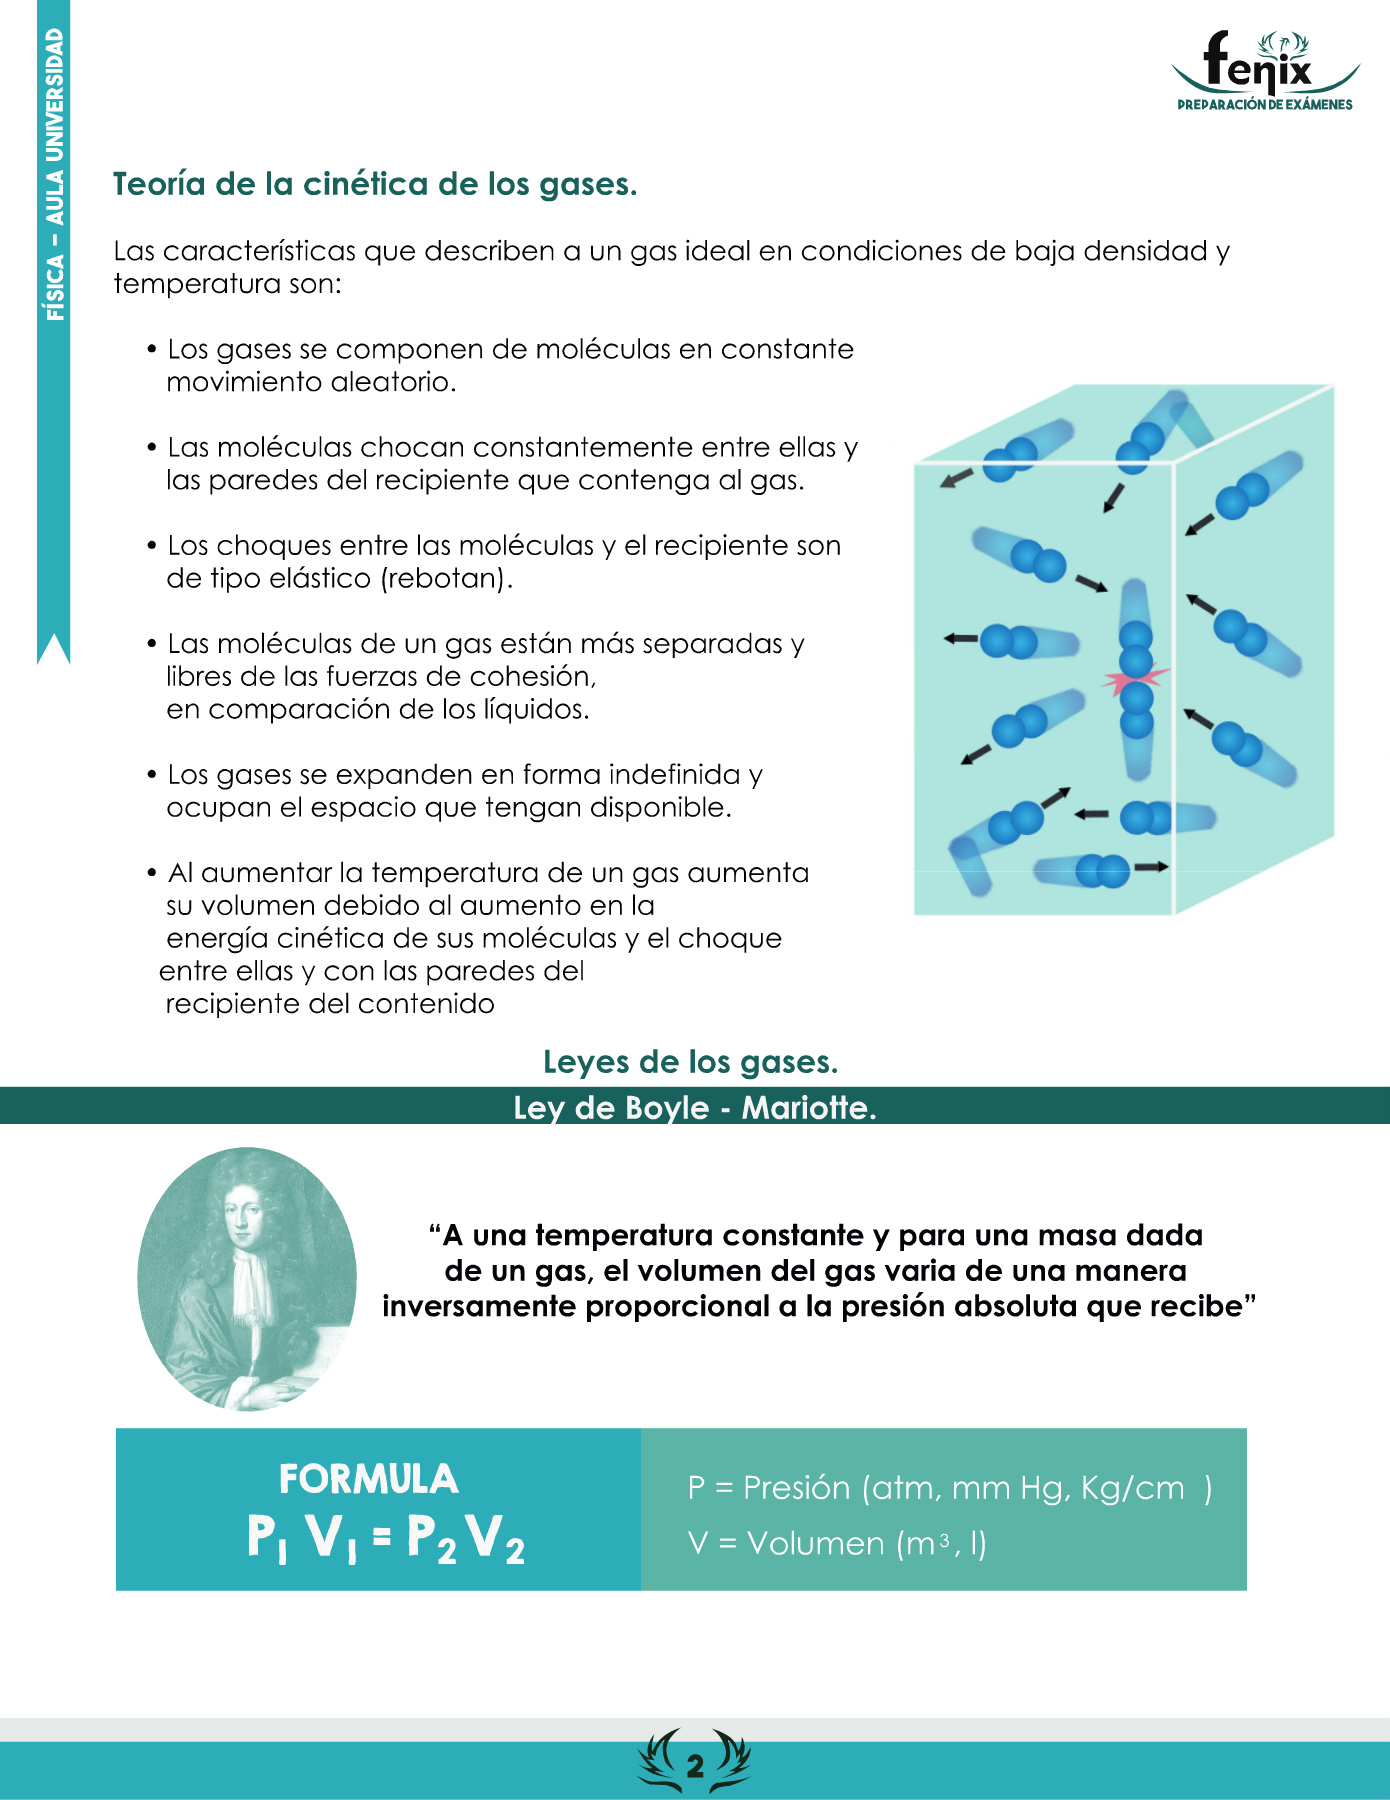 FÍSICA - AULA UNIVERSIDAD
fenix
PREPARACIÓN DE EXÁMENES
Teoría de la cinética de los gases.
Las características que describen a un gas ideal en condiciones de baja densidad y
temperatura son:
• Los gases se componen de moléculas en constante
movimiento aleatorio.
• Las moléculas chocan constantemente entre ellas y
las paredes del recipiente que contenga al gas.
• Los choques entre las moléculas y el recipiente son
de tipo elástico (rebotan).
• Las moléculas de un gas están más separadas y
libres de las fuerzas de cohesión,
en comparación de los líquidos.
• Los gases se expanden en forma indefinida y
ocupan el espacio que tengan disponible.
• Al aumentar la temperatura de un gas aumenta
su volumen debido al aumento en la
energía cinética de sus moléculas y el choque
entre ellas y con las paredes del
recipiente del contenido
Leyes de los gases.
Ley de Boyle - Mariotte.
“A una temperatura constante y para una masa dada
de un gas, el volumen del gas varia de una manera
inversamente proporcional a la presión absoluta que recibe”
FORMULA
P₁ V₁ = P₂ V₂
P = Presión (atm, mm Hg, Kg/cm )
V = Volumen (m³, l)
2